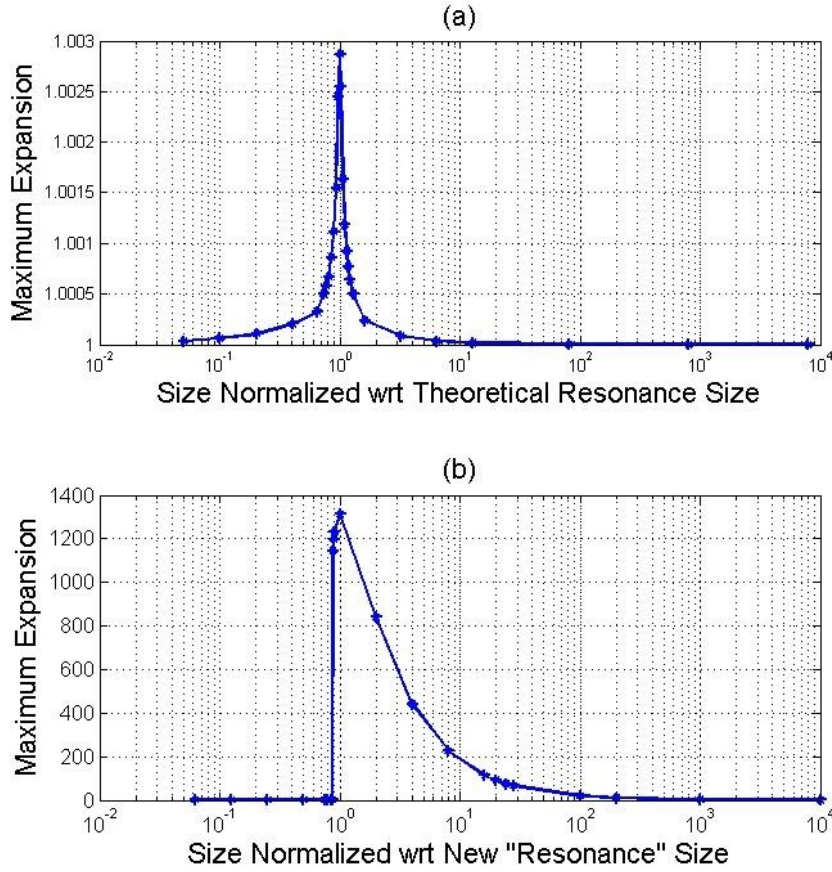 (a)
Maximum Expansion
1.003
1.0025
1.002
1.0015
1.001
1.0005
1
10^-2 10^-1 10^0 10^1 10^2 10^3 10^4
Size Normalized wrt Theoretical Resonance Size
(b)
Maximum Expansion
1400
1200
1000
800
600
400
200
0
10^-2 10^-1 10^0 10^1 10^2 10^3 10^4
Size Normalized wrt New "Resonance" Size